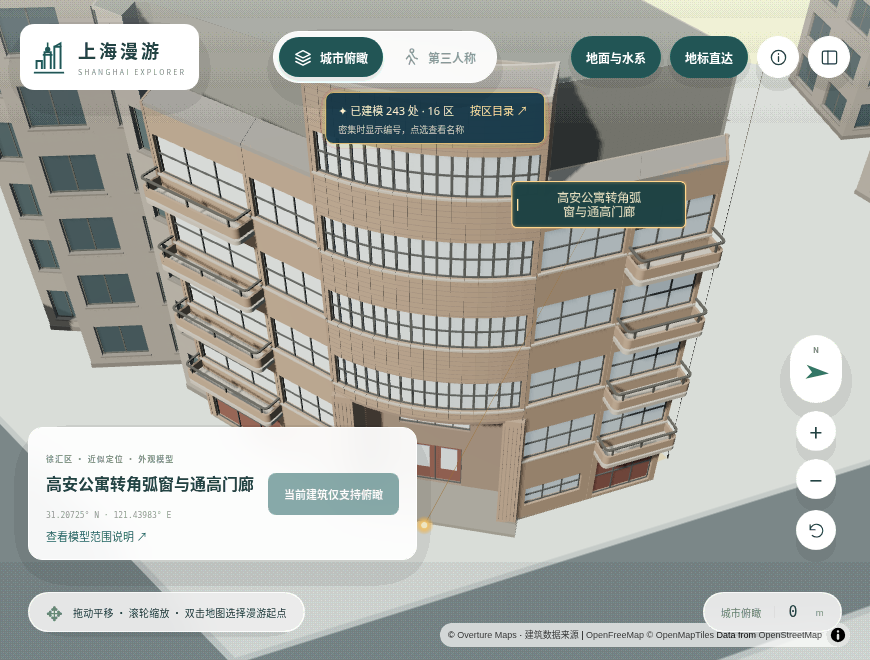 上海漫游
SHANGHAI EXPLORER
城市俯瞰
第三人称
地面与水系
地标直达
✦ 已建模 243 处 · 16 区 按区目录 ↗
密集时显示编号，点选查看名称
高安公寓转角弧
窗与通高门廊
N
徐汇区 · 近似定位 · 外观模型
高安公寓转角弧窗与通高门廊
当前建筑仅支持俯瞰
31.20725° N · 121.43983° E
查看模型范围说明 ↗
拖动平移 · 滚轮缩放 · 双击地图选择漫游起点
城市俯瞰 0 m
© Overture Maps · 建筑数据来源 | OpenFreeMap © OpenMapTiles Data from OpenStreetMap